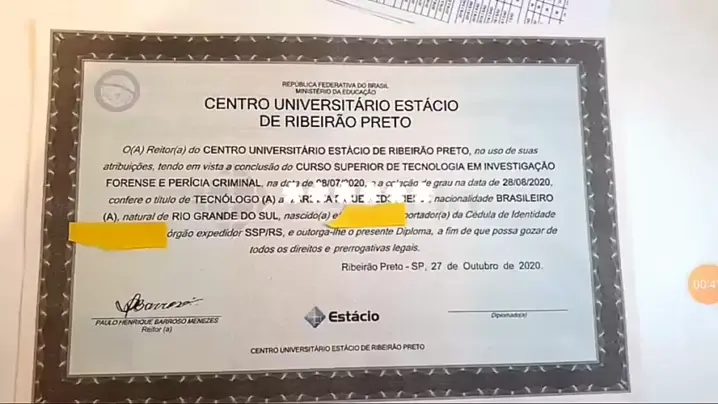 REPÚBLICA FEDERATIVA DO BRASIL
MINISTÉRIO DA EDUCAÇÃO
CENTRO UNIVERSITÁRIO ESTÁCIO
DE RIBEIRÃO PRETO
O(A) Reitor(a) do CENTRO UNIVERSITÁRIO ESTÁCIO DE RIBEIRÃO PRETO, no uso de suas
atribuições, tendo em vista a conclusão do CURSO SUPERIOR DE TECNOLOGIA EM INVESTIGAÇÃO
FORENSE E PERÍCIA CRIMINAL, na data de 28/07/2020, na colação de grau na data de 28/08/2020,
confere o título de TECNÓLOGO (A) a nacionalidade BRASILEIRO
(A), natural de RIO GRANDE DO SUL, nascido(a)
órgão expedidor SSP/RS, e outorga-lhe o presente Diploma, a fim de que possa gozar de
todos os direitos e prerrogativas legais.
Ribeirão Preto - SP, 27 de Outubro de 2020.
PAULO HENRIQUE BARROSO MENEZES
Reitor (a)
Estácio
Diplomado(a)
CENTRO UNIVERSITÁRIO ESTÁCIO DE RIBEIRÃO PRETO